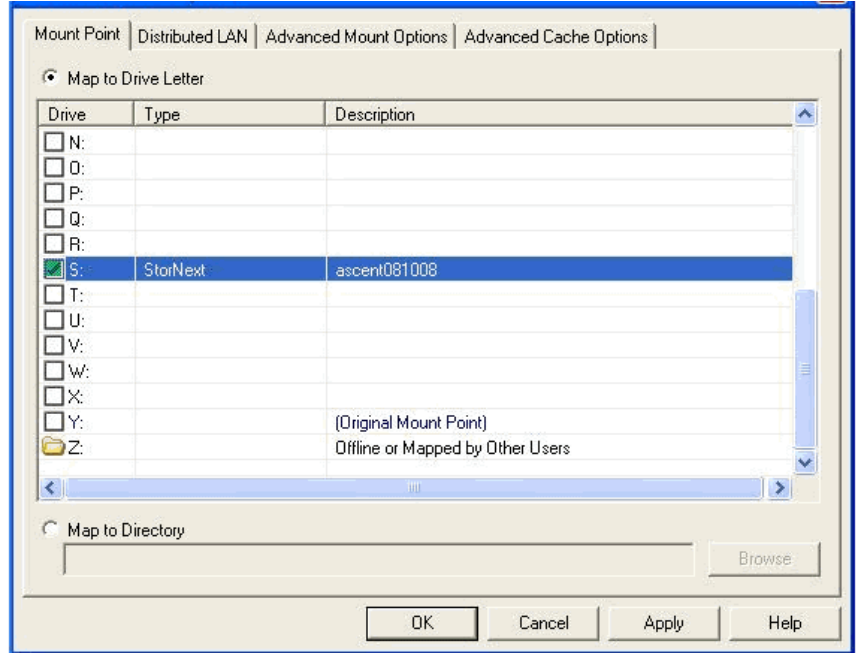 Mount Point Distributed LAN Advanced Mount Options Advanced Cache Options
Map to Drive Letter
Drive Type Description
N:
O:
P:
Q:
R:
S: StorNext ascent081008
T:
U:
V:
W:
X:
Y: (Original Mount Point)
Z: Offline or Mapped by Other Users
Map to Directory
Browse
OK Cancel Apply Help